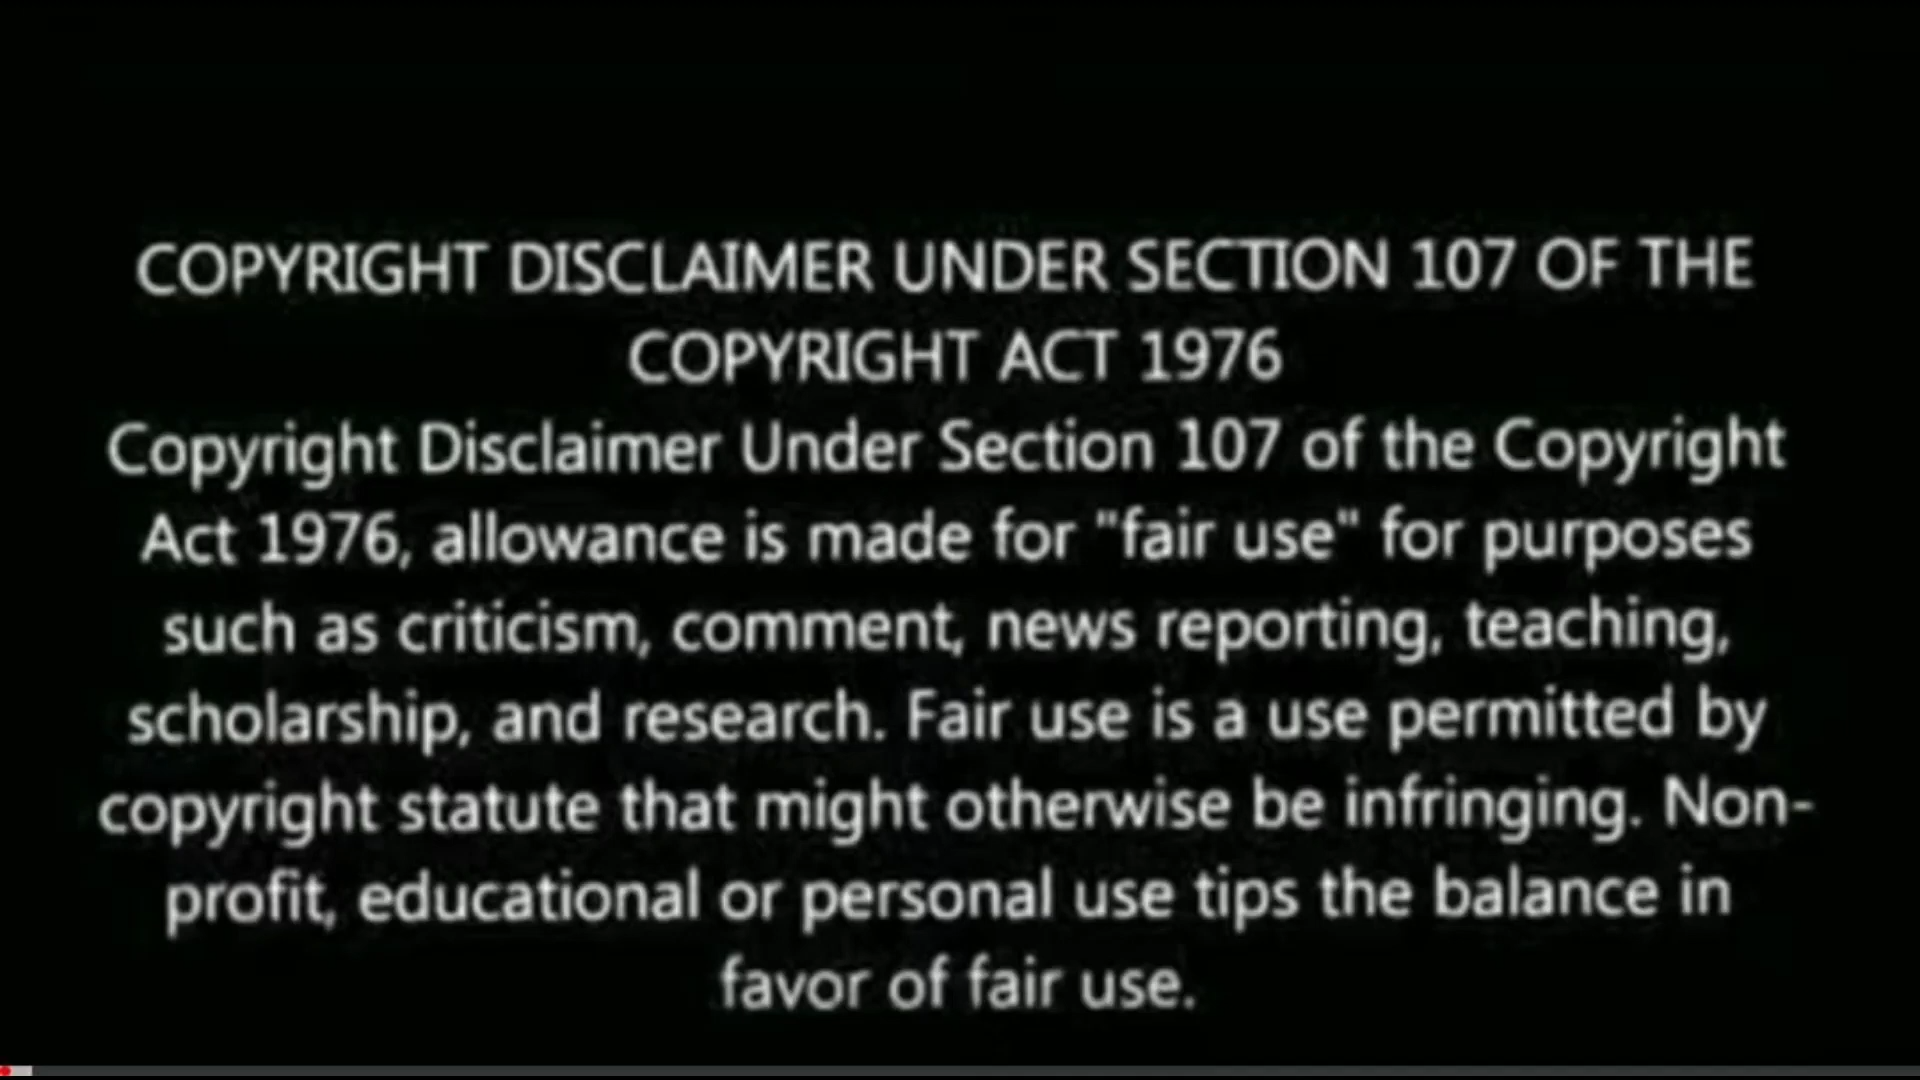 COPYRIGHT DISCLAIMER UNDER SECTION 107 OF THE
COPYRIGHT ACT 1976
Copyright Disclaimer Under Section 107 of the Copyright
Act 1976, allowance is made for "fair use" for purposes
such as criticism, comment, news reporting, teaching,
scholarship, and research. Fair use is a use permitted by
copyright statute that might otherwise be infringing. Non-
profit, educational or personal use tips the balance in
favor of fair use.